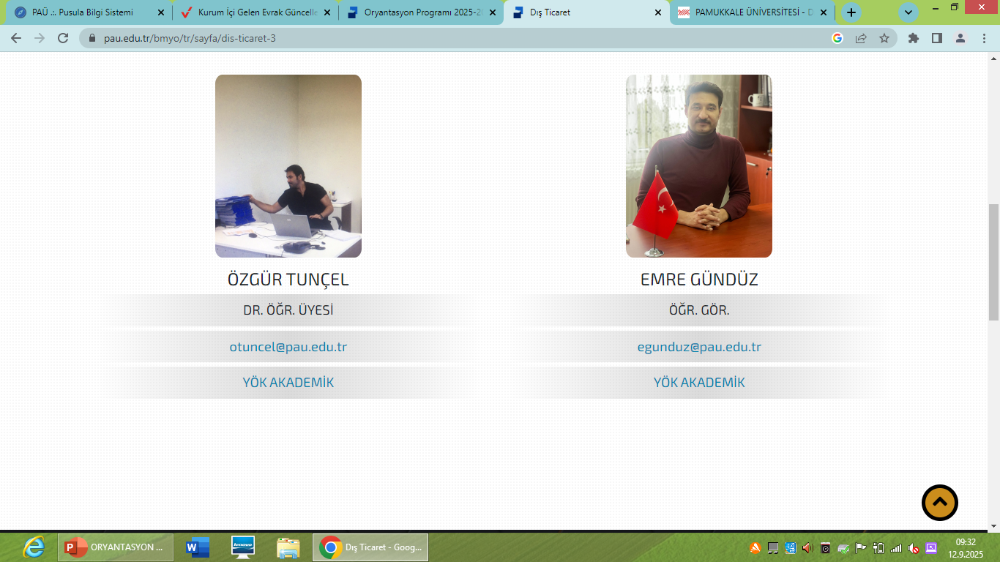 PAÜ .:. Pusula Bilgi Sistemi
Kurum İçi Gelen Evrak Güncelle
Oryantasyon Programı 2025-2
Dış Ticaret
PAMUKKALE ÜNİVERSİTESİ - D
pau.edu.tr/bmyo/tr/sayfa/dis-ticaret-3
ÖZGÜR TUNÇEL
DR. ÖĞR. ÜYESİ
otuncel@pau.edu.tr
YÖK AKADEMİK
EMRE GÜNDÜZ
ÖĞR. GÖR.
egunduz@pau.edu.tr
YÖK AKADEMİK
ORYANTASYON ...
lenovo
Dış Ticaret - Goog...
09:32
12.9.2025